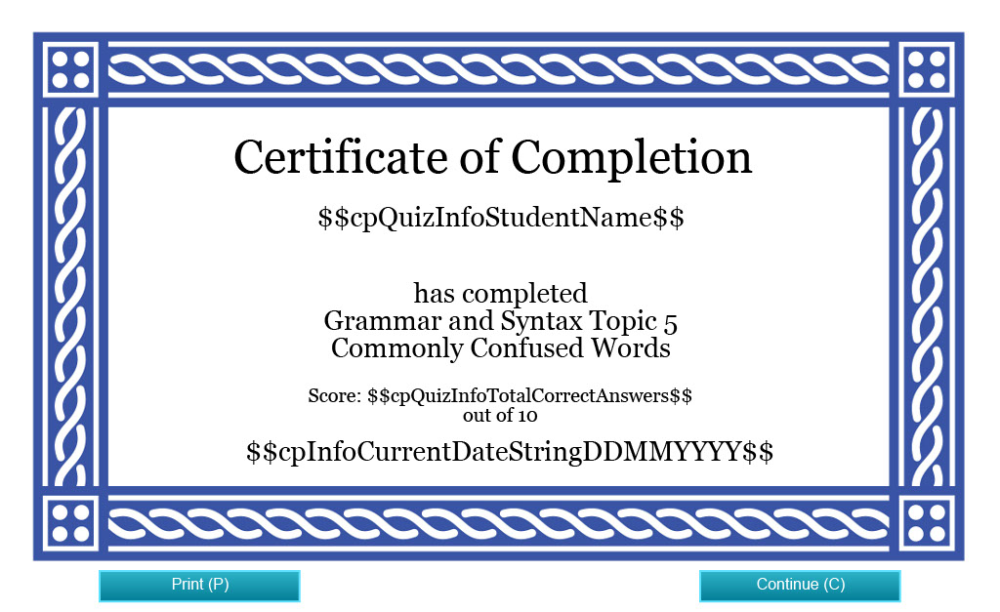 Certificate of Completion
$$cpQuizInfoStudentName$$
has completed
Grammar and Syntax Topic 5
Commonly Confused Words
Score: $$cpQuizInfoTotalCorrectAnswers$$
out of 10
$$cpInfoCurrentDateStringDDMMYYYY$$
Print (P)
Continue (C)